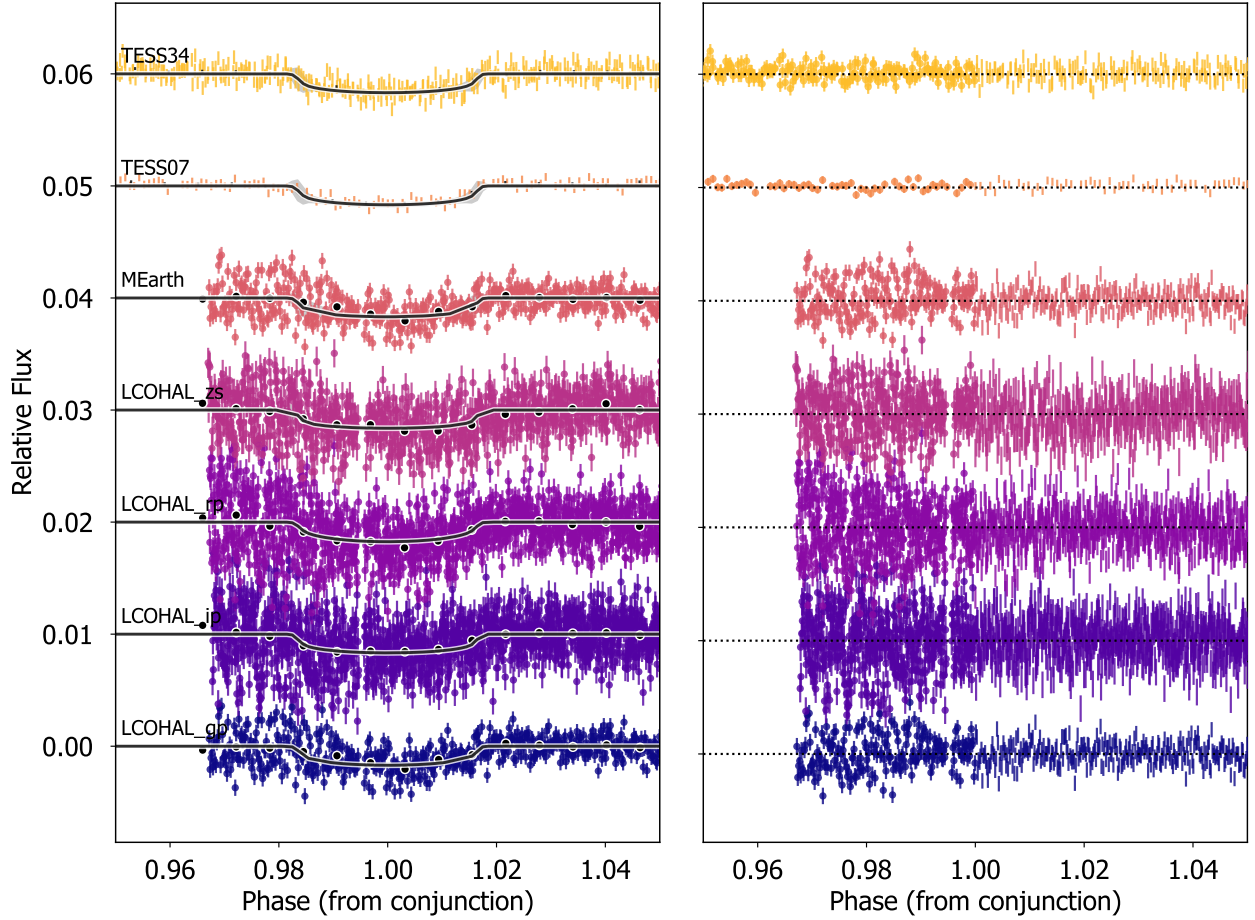 TESS34
0.06
TESS07
0.05
MEarth
0.04
LCOHAL_zs
0.03
LCOHAL_rp
0.02
LCOHAL_ip
0.01
LCOHAL_gp
0.00
Relative Flux
0.96 0.98 1.00 1.02 1.04
Phase (from conjunction)
0.96 0.98 1.00 1.02 1.04
Phase (from conjunction)